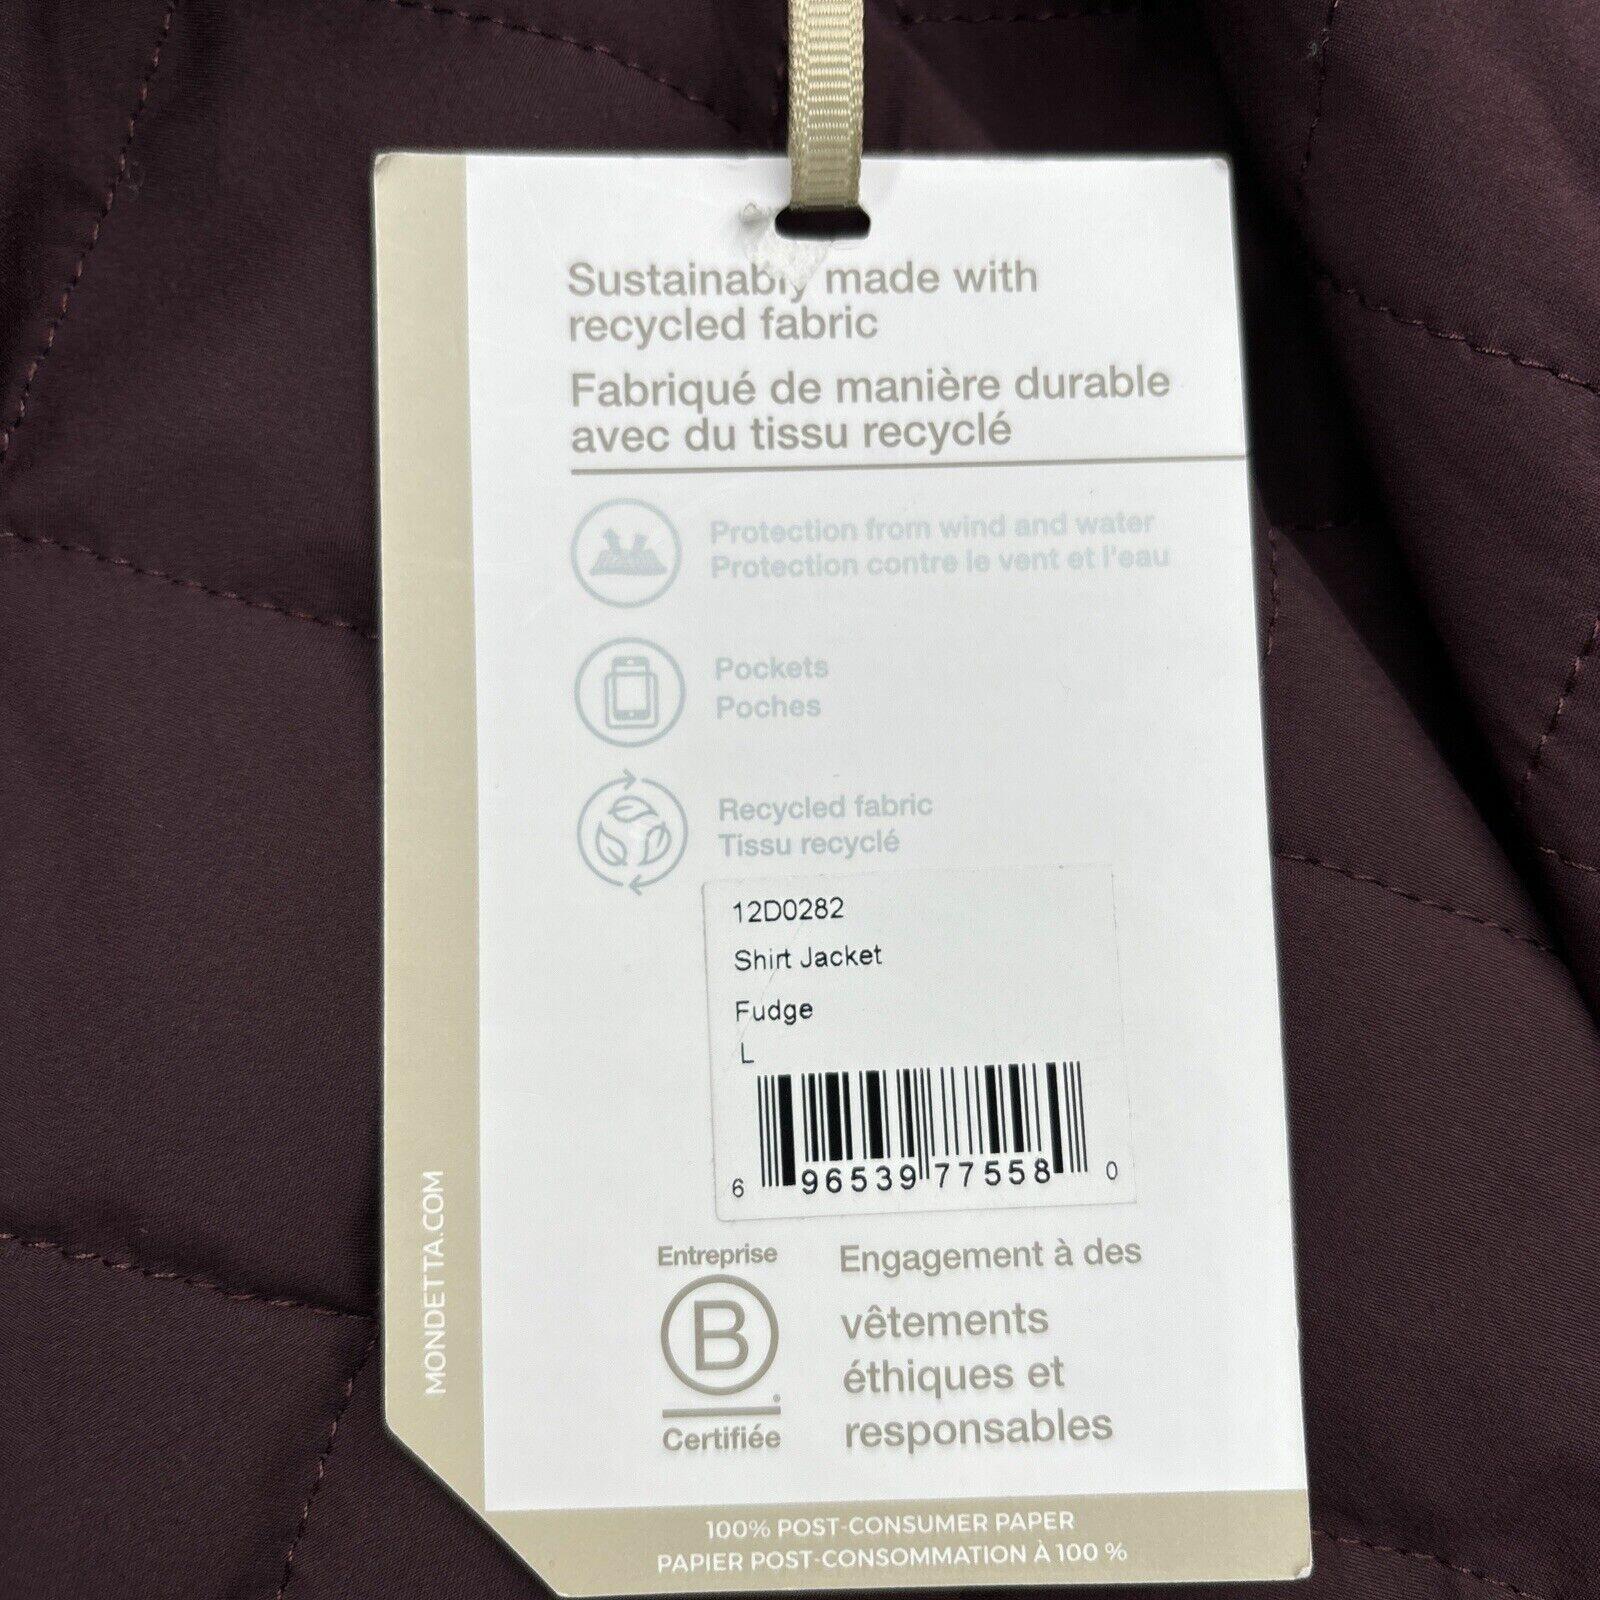 Sustainably made with
recycled fabric
Fabriqué de manière durable
avec du tissu recyclé
Protection from wind and water
Protection contre le vent et l'eau
Pockets
Poches
Recycled fabric
Tissu recyclé
12D0282
Shirt Jacket
Fudge
L
6 96539 77558 0
MONDETTA.COM
Entreprise
B
Certifiée
Engagement à des
vêtements
éthiques et
responsables
100% POST-CONSUMER PAPER
PAPIER POST-CONSOMMATION À 100 %